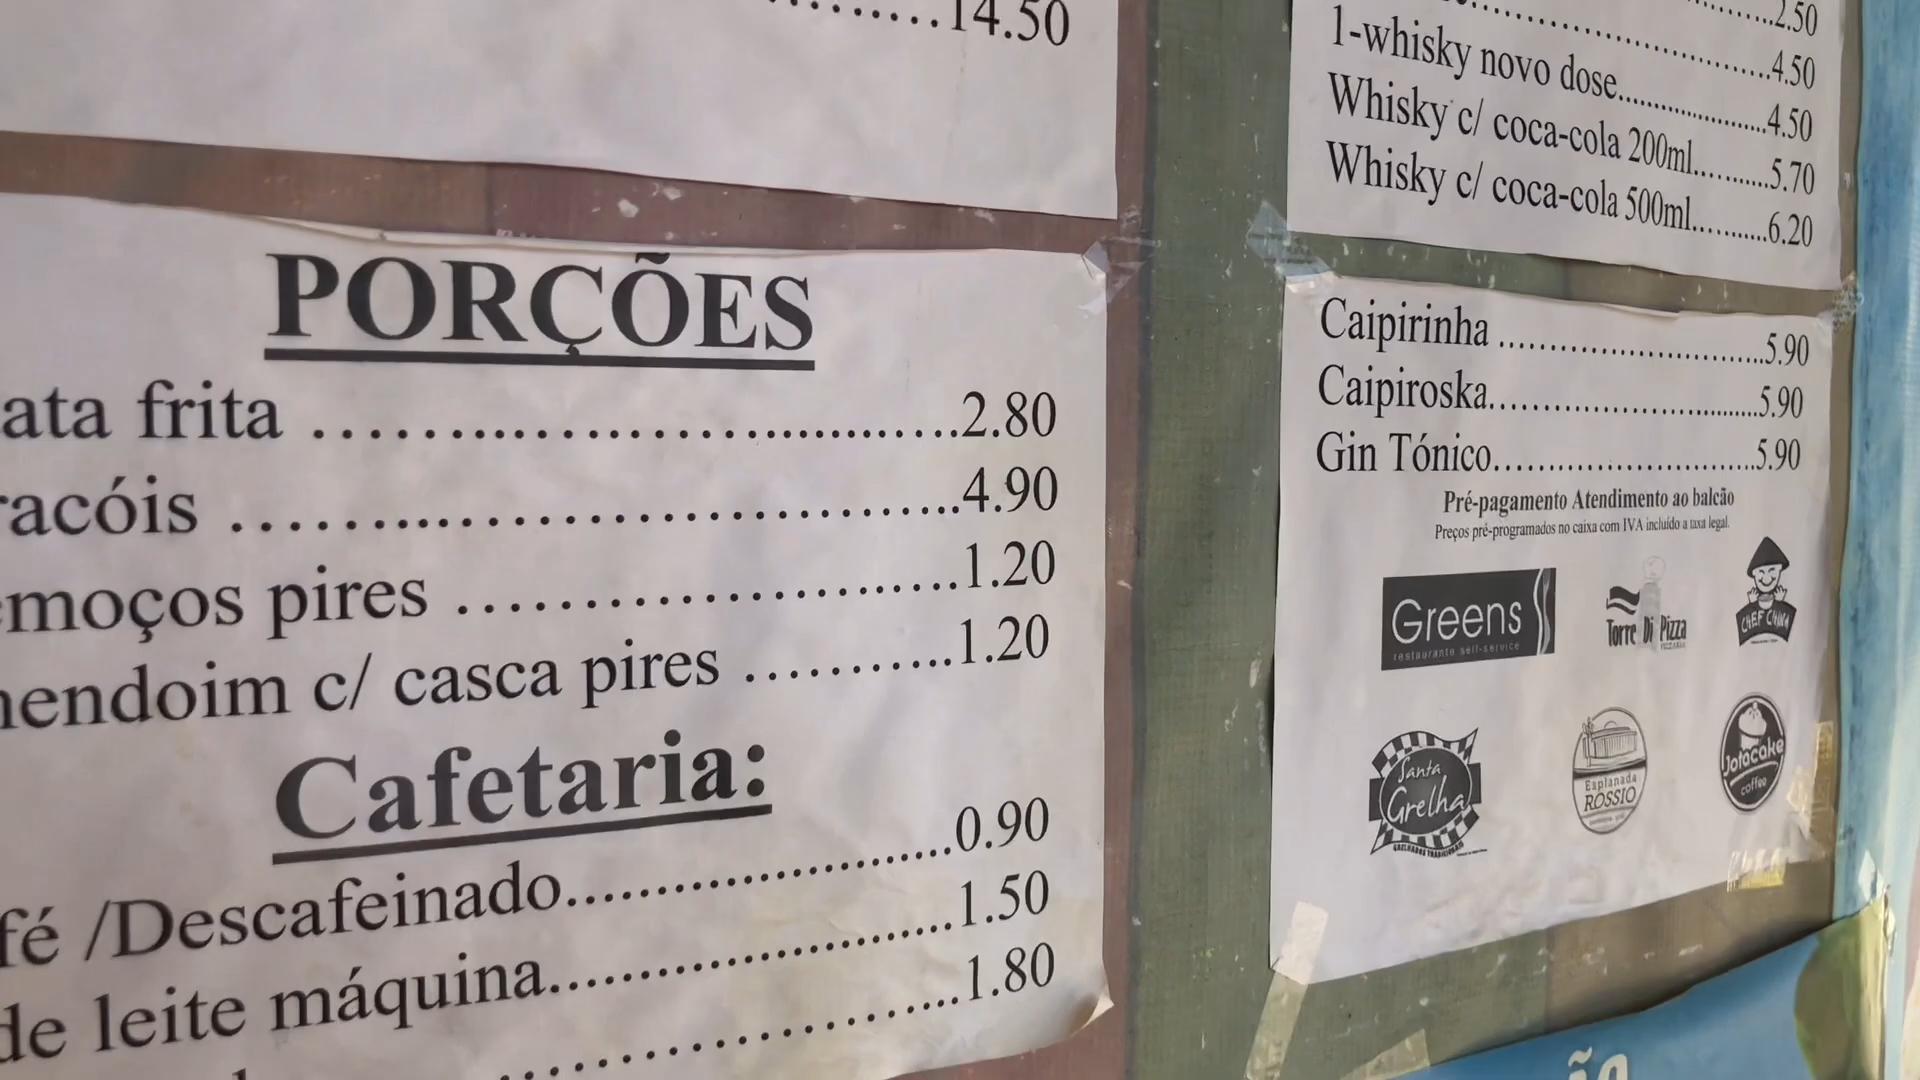 14.50
PORÇÕES
ata frita 2.80
racóis 4.90
moços pires 1.20
endoim c/ casca pires 1.20
Cafetaria:
fé /Descafeinado 0.90
de leite máquina 1.50
1.80
2.50
4.50
1-whisky novo dose 4.50
Whisky c/ coca-cola 200ml 5.70
Whisky c/ coca-cola 500ml 6.20
Caipirinha 5.90
Caipiroska 5.90
Gin Tónico 5.90
Pré-pagamento Atendimento ao balcão
Preços pré-programados no caixa com IVA incluído a taxa legal.
Greens
restaurante self-service
Torre Di Pizza
CHEF CHINA
Santa
Grelha
Esplanada
ROSSIO
Jotacake
coffee
ão